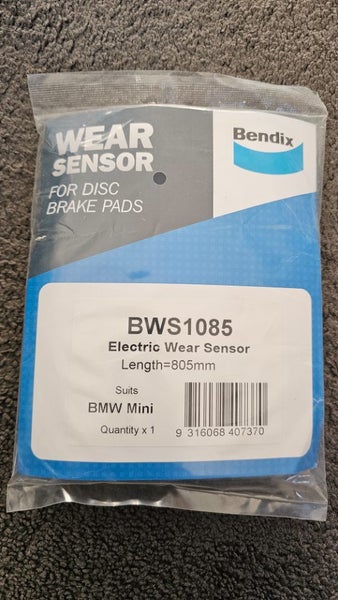 WEAR
SENSOR
FOR DISC
BRAKE PADS
Bendix
BWS1085
Electric Wear Sensor
Length=805mm
Suits
BMW Mini
Quantity x 1
9 316068 407370